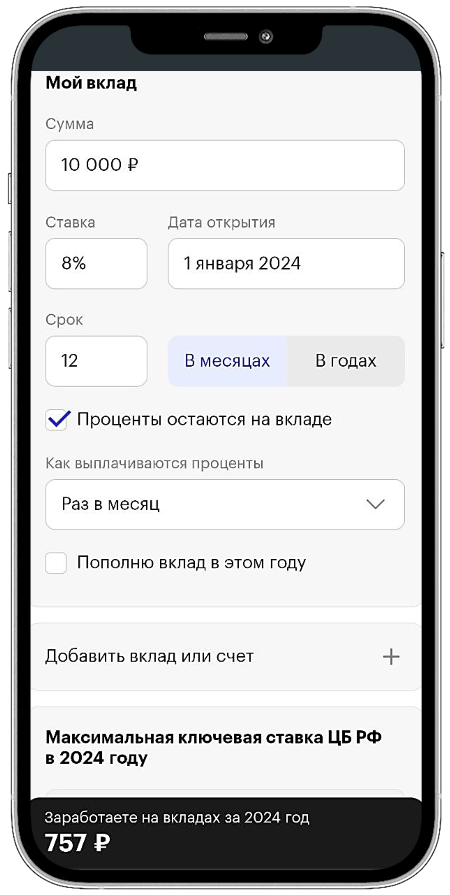 Мой вклад
Сумма
10 000 ₽
Ставка
Дата открытия
8%
1 января 2024
Срок
12
В месяцах
В годах
Проценты остаются на вкладе
Как выплачиваются проценты
Раз в месяц
Пополню вклад в этом году
Добавить вклад или счет
Максимальная ключевая ставка ЦБ РФ
в 2024 году
Заработаете на вкладах за 2024 год
757 ₽